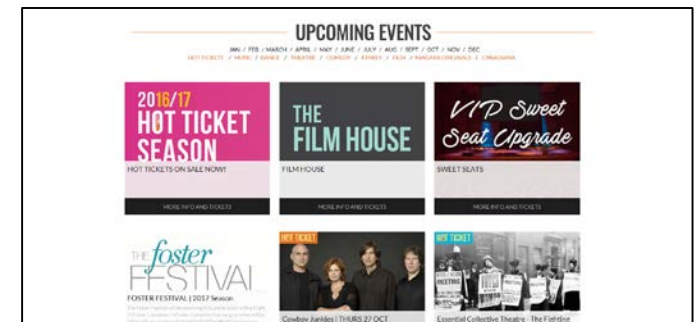 UPCOMING EVENTS
JAN / FEB / MARCH / APRIL / MAY / JUNE / JULY / AUG / SEPT / OCT / NOV / DEC
HOT TICKETS / MUSIC / DANCE / THEATRE / COMEDY / FAMILY / FILM / NIAGARA ORIGINALS / CANADIANA
2016/17
HOT TICKET
SEASON
HOT TICKETS ON SALE NOW!
MORE INFO AND TICKETS
THE
FILM HOUSE
FILM HOUSE
MORE INFO AND TICKETS
VIP Sweet
Seat Upgrade
SWEET SEATS
MORE INFO AND TICKETS
THE foster
FESTIVAL
FOSTER FESTIVAL | 2017 Season
HOT TICKET
Cowboy Junkies | THURS 27 OCT
HOT TICKET
MEETING
Essential Collective Theatre - The Fighting